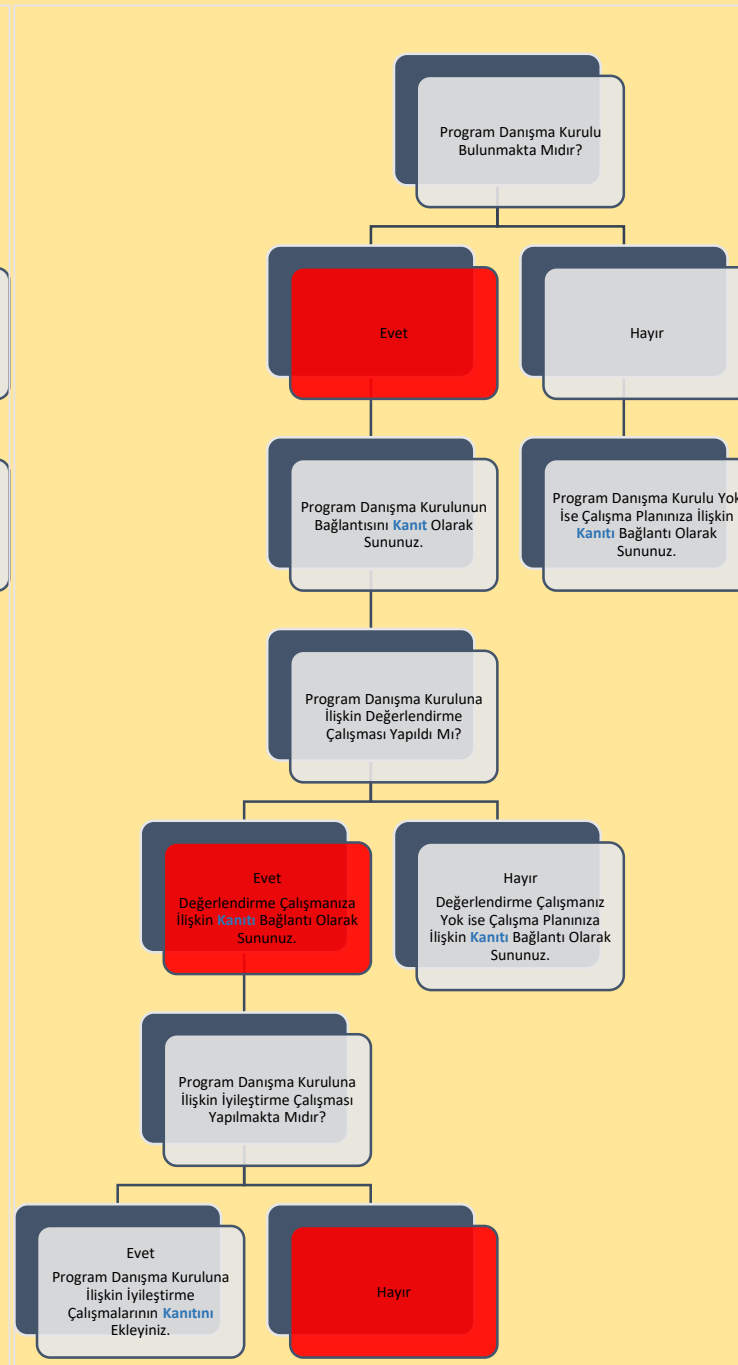 Program Danışma Kurulu
Bulunmakta Mıdır?
Evet
Hayır
Program Danışma Kurulunun
Bağlantısını Kanıt Olarak
Sununuz.
Program Danışma Kurulu Yok
İse Çalışma Planınıza İlişkin
Kanıtı Bağlantı Olarak
Sununuz.
Program Danışma Kuruluna
İlişkin Değerlendirme
Çalışması Yapıldı Mı?
Evet
Değerlendirme Çalışmanıza
İlişkin Kanıtı Bağlantı Olarak
Sununuz.
Hayır
Değerlendirme Çalışmanız
Yok ise Çalışma Planınıza
İlişkin Kanıtı Bağlantı Olarak
Sununuz.
Program Danışma Kuruluna
İlişkin İyileştirme Çalışması
Yapılmakta Mıdır?
Evet
Program Danışma Kuruluna
İlişkin İyileştirme
Çalışmalarının Kanıtını
Ekleyiniz.
Hayır